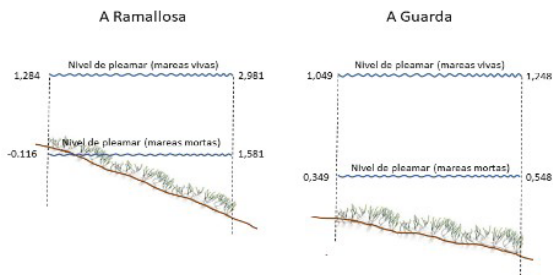 A Ramallosa
Nivel de pleamar (mareas vivas)
1,284
2,981
Nivel de pleamar (mareas mortas)
-0.116
1,581
A Guarda
Nivel de pleamar (mareas vivas)
1,049
1,248
Nivel de pleamar (mareas mortas)
0,349
0,548